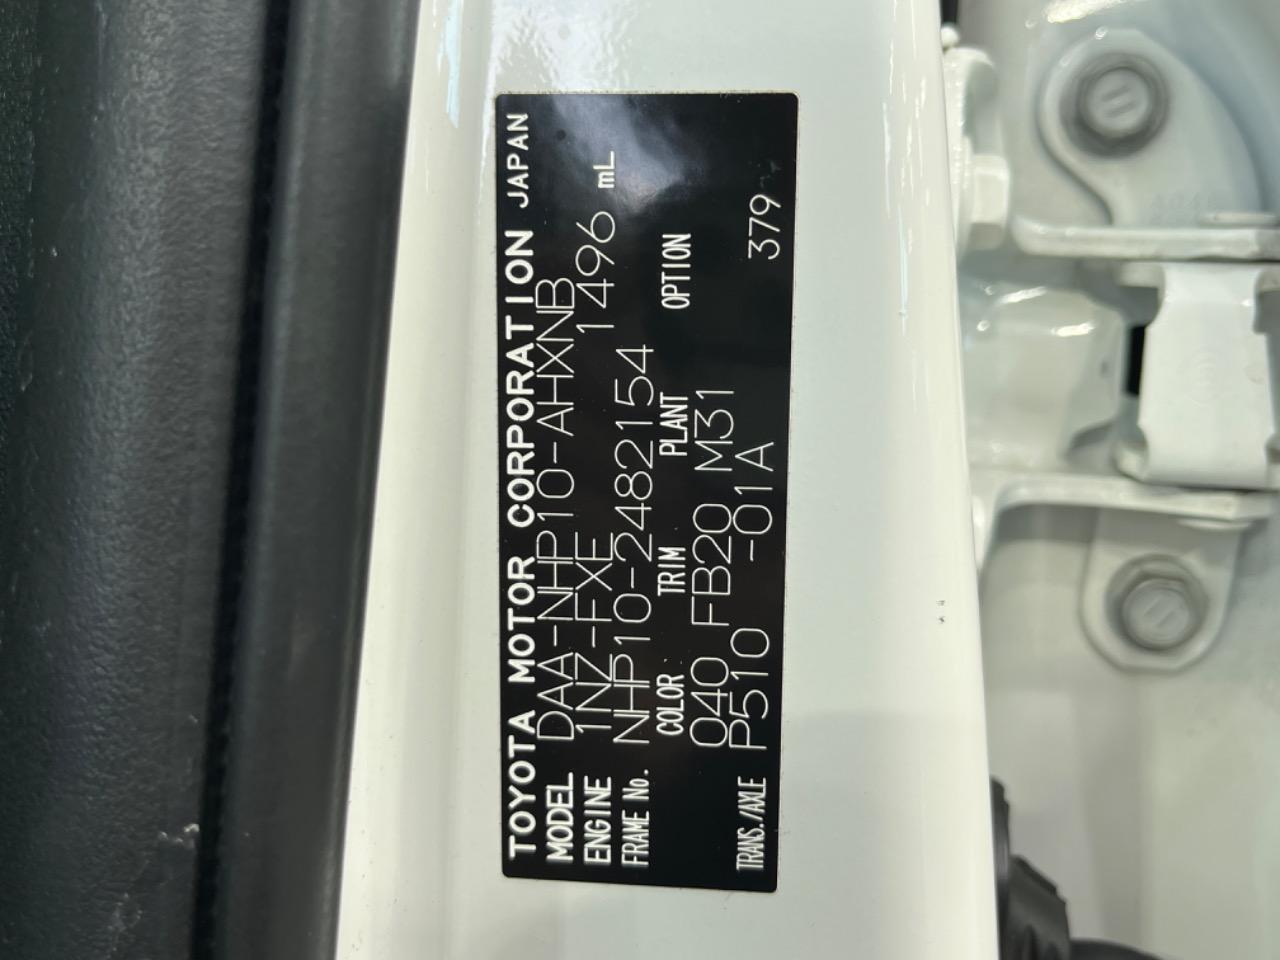 TOYOTA MOTOR CORPORATION JAPAN
MODEL DAA-NHP10-AHXNB
ENGINE 1NZ-FXE 1496 mL
FRAME No. NHP10-2482154
COLOR TRIM PLANT OPTION
040 FB20 M31
TRANS./AXLE P510 -01A 379